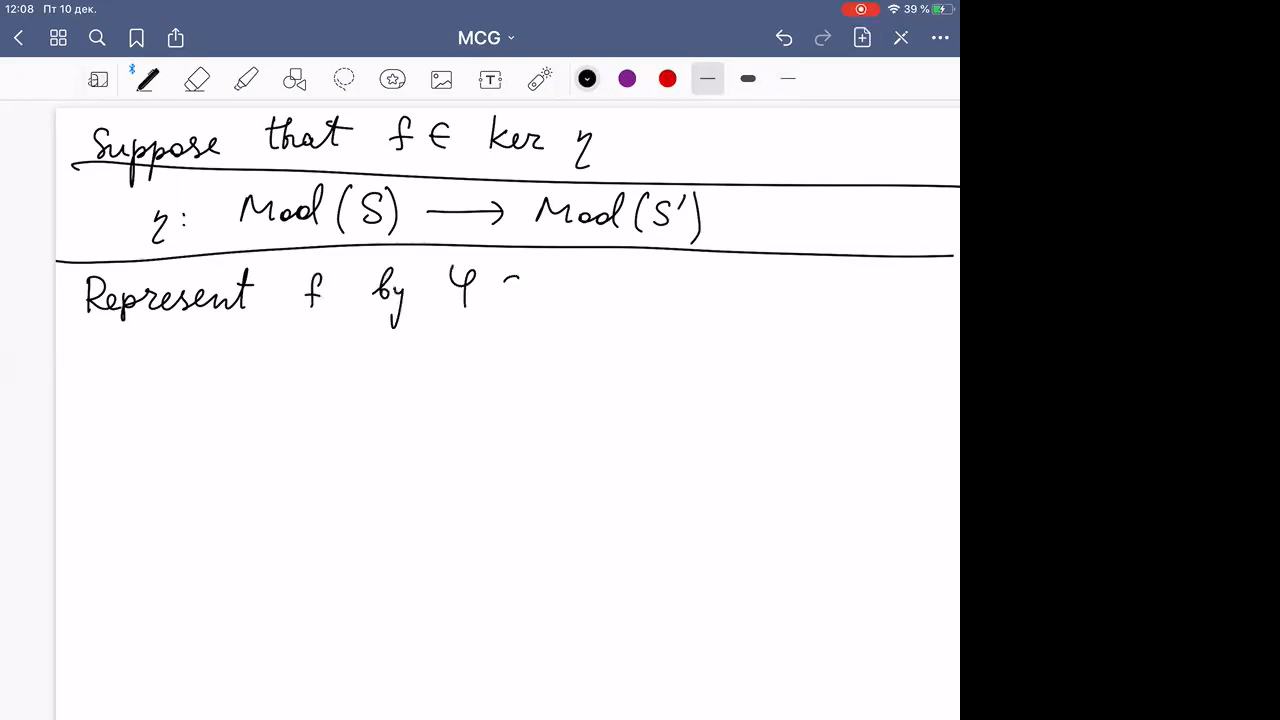 12:08 Пт 10 дек. 39 %
MCG
T
Suppose that f ∈ ker η
η: Mod(S) ⟶ Mod(S')
Represent f by φ